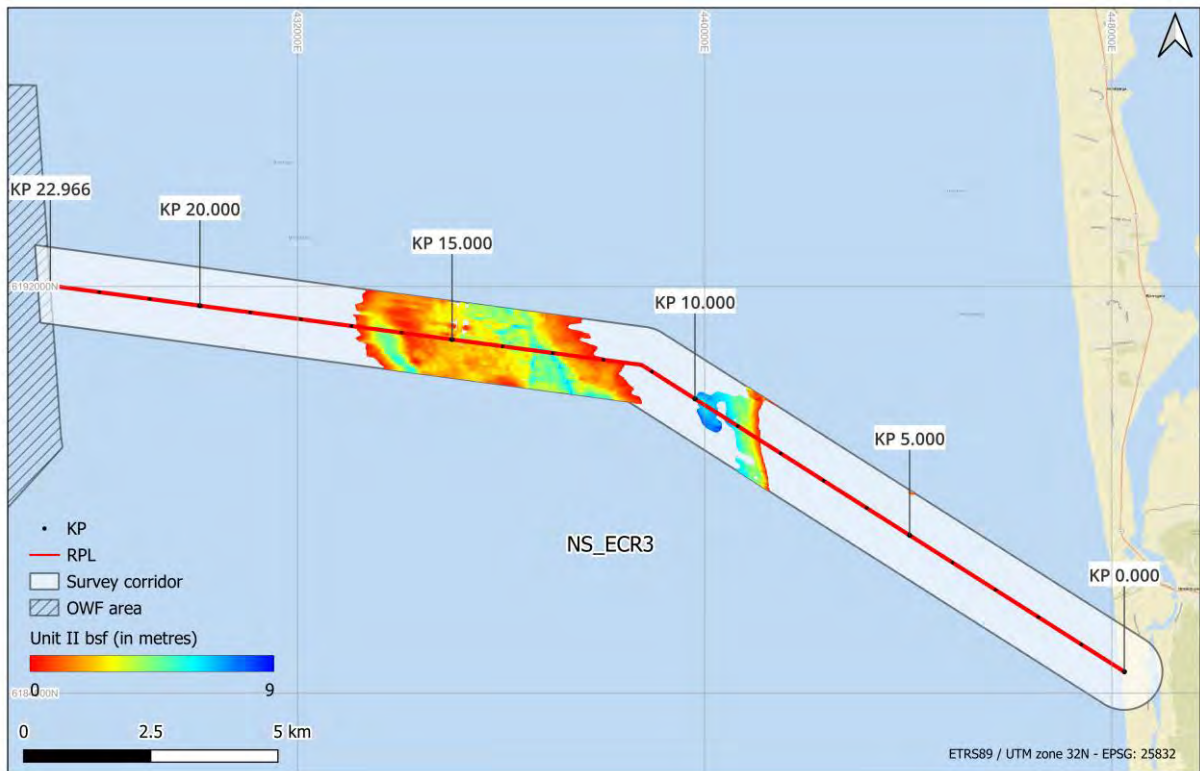 432000E
440000E
448000E
KP 22.966
KP 20.000
KP 15.000
6192000N
KP 10.000
KP 5.000
NS_ECR3
KP 0.000
KP
RPL
Survey corridor
OWF area
Unit II bsf (in metres)
0
9
0
2.5
5 km
ETRS89 / UTM zone 32N - EPSG: 25832